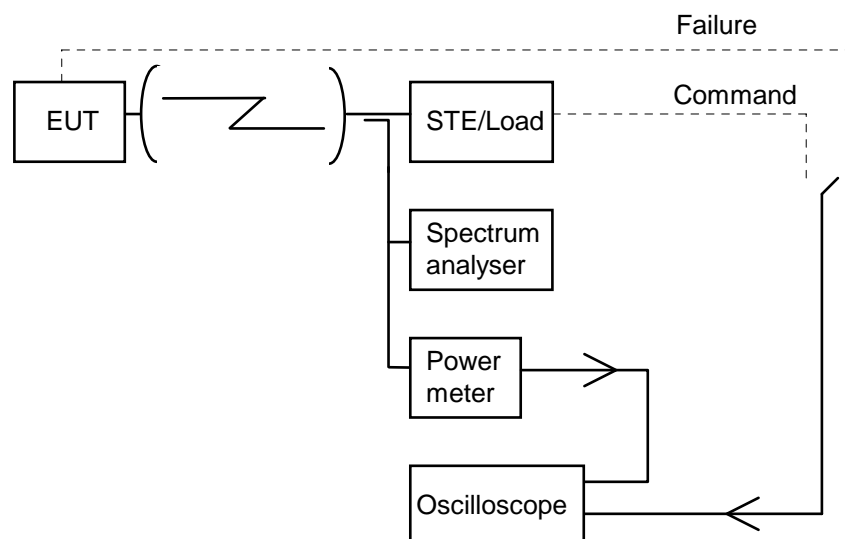 Failure
Command
EUT
STE/Load
Spectrum
analyser
Power
meter
Oscilloscope